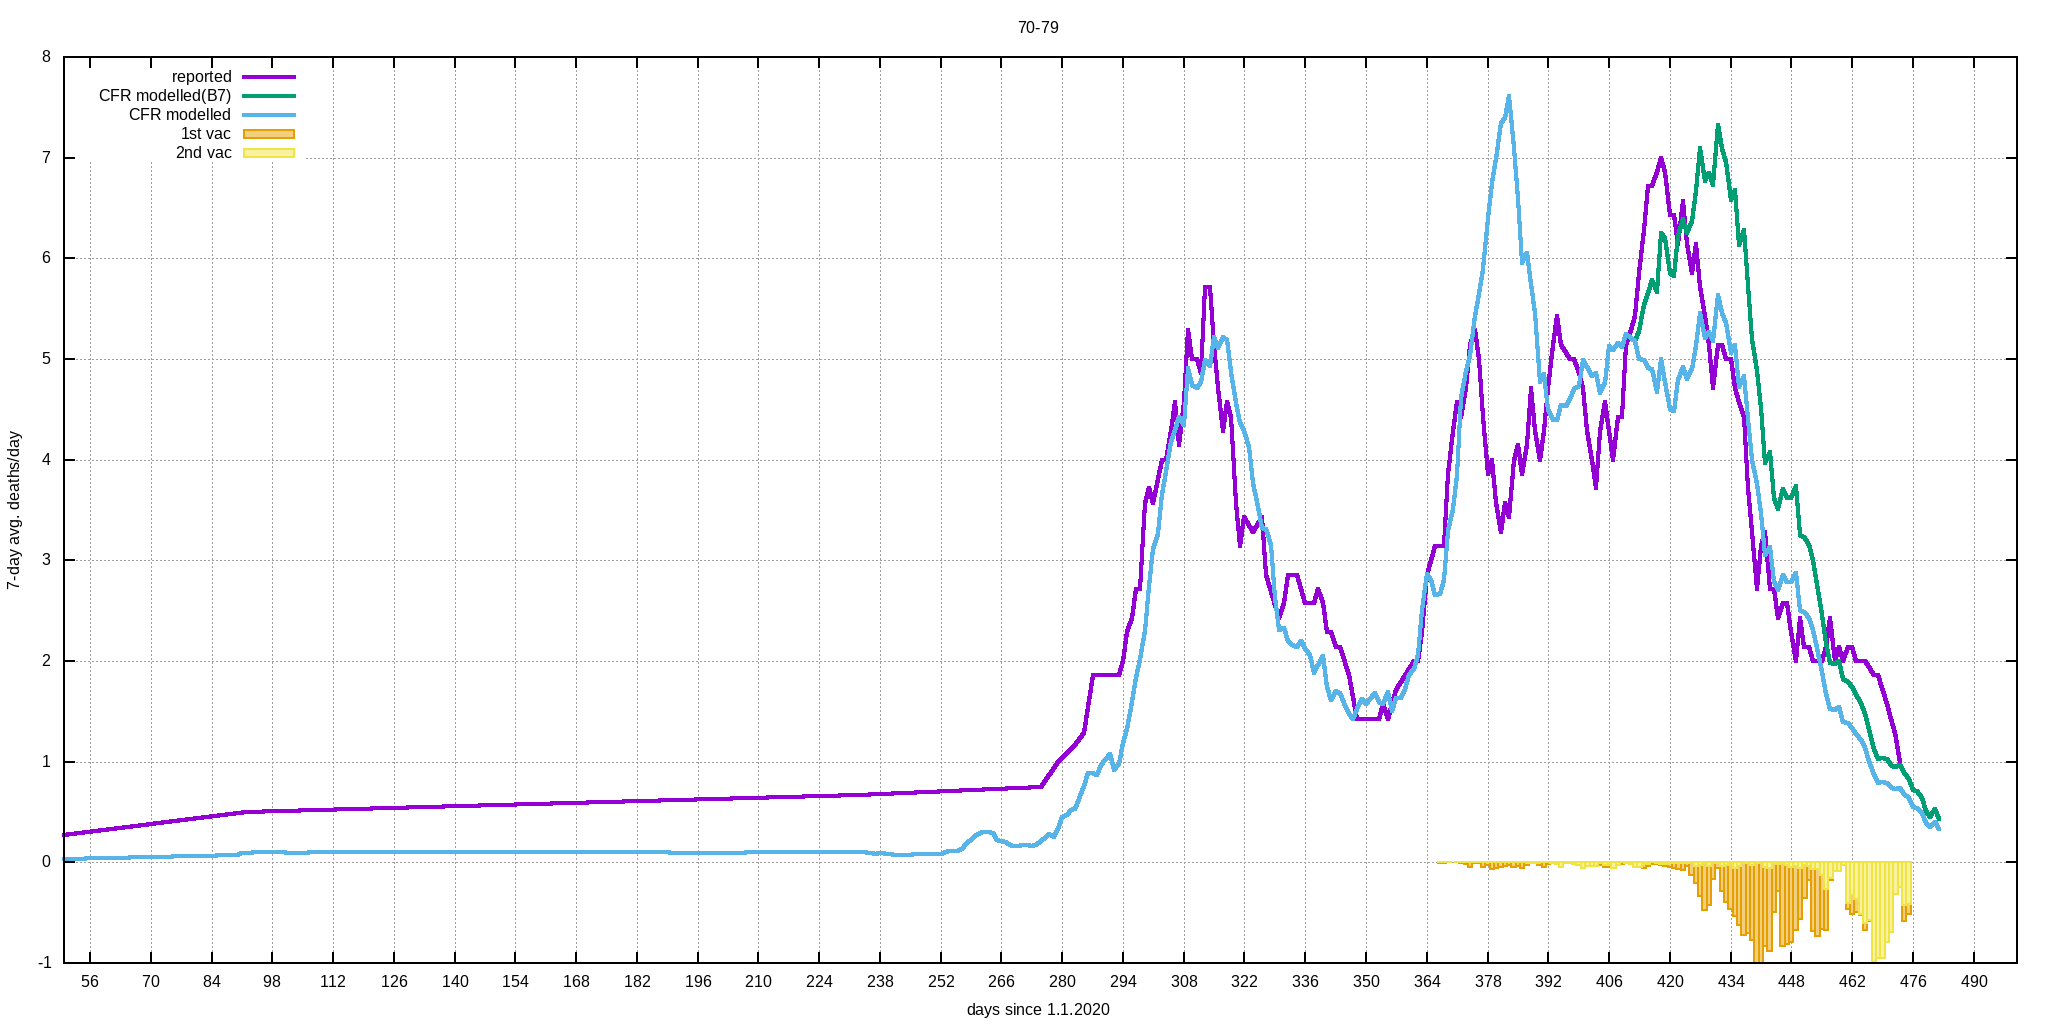 70-79
reported
CFR modelled(B7)
CFR modelled
1st vac
2nd vac
8
7
6
5
4
3
2
1
0
-1
7-day avg. deaths/day
56 70 84 98 112 126 140 154 168 182 196 210 224 238 252 266 280 294 308 322 336 350 364 378 392 406 420 434 448 462 476 490
days since 1.1.2020